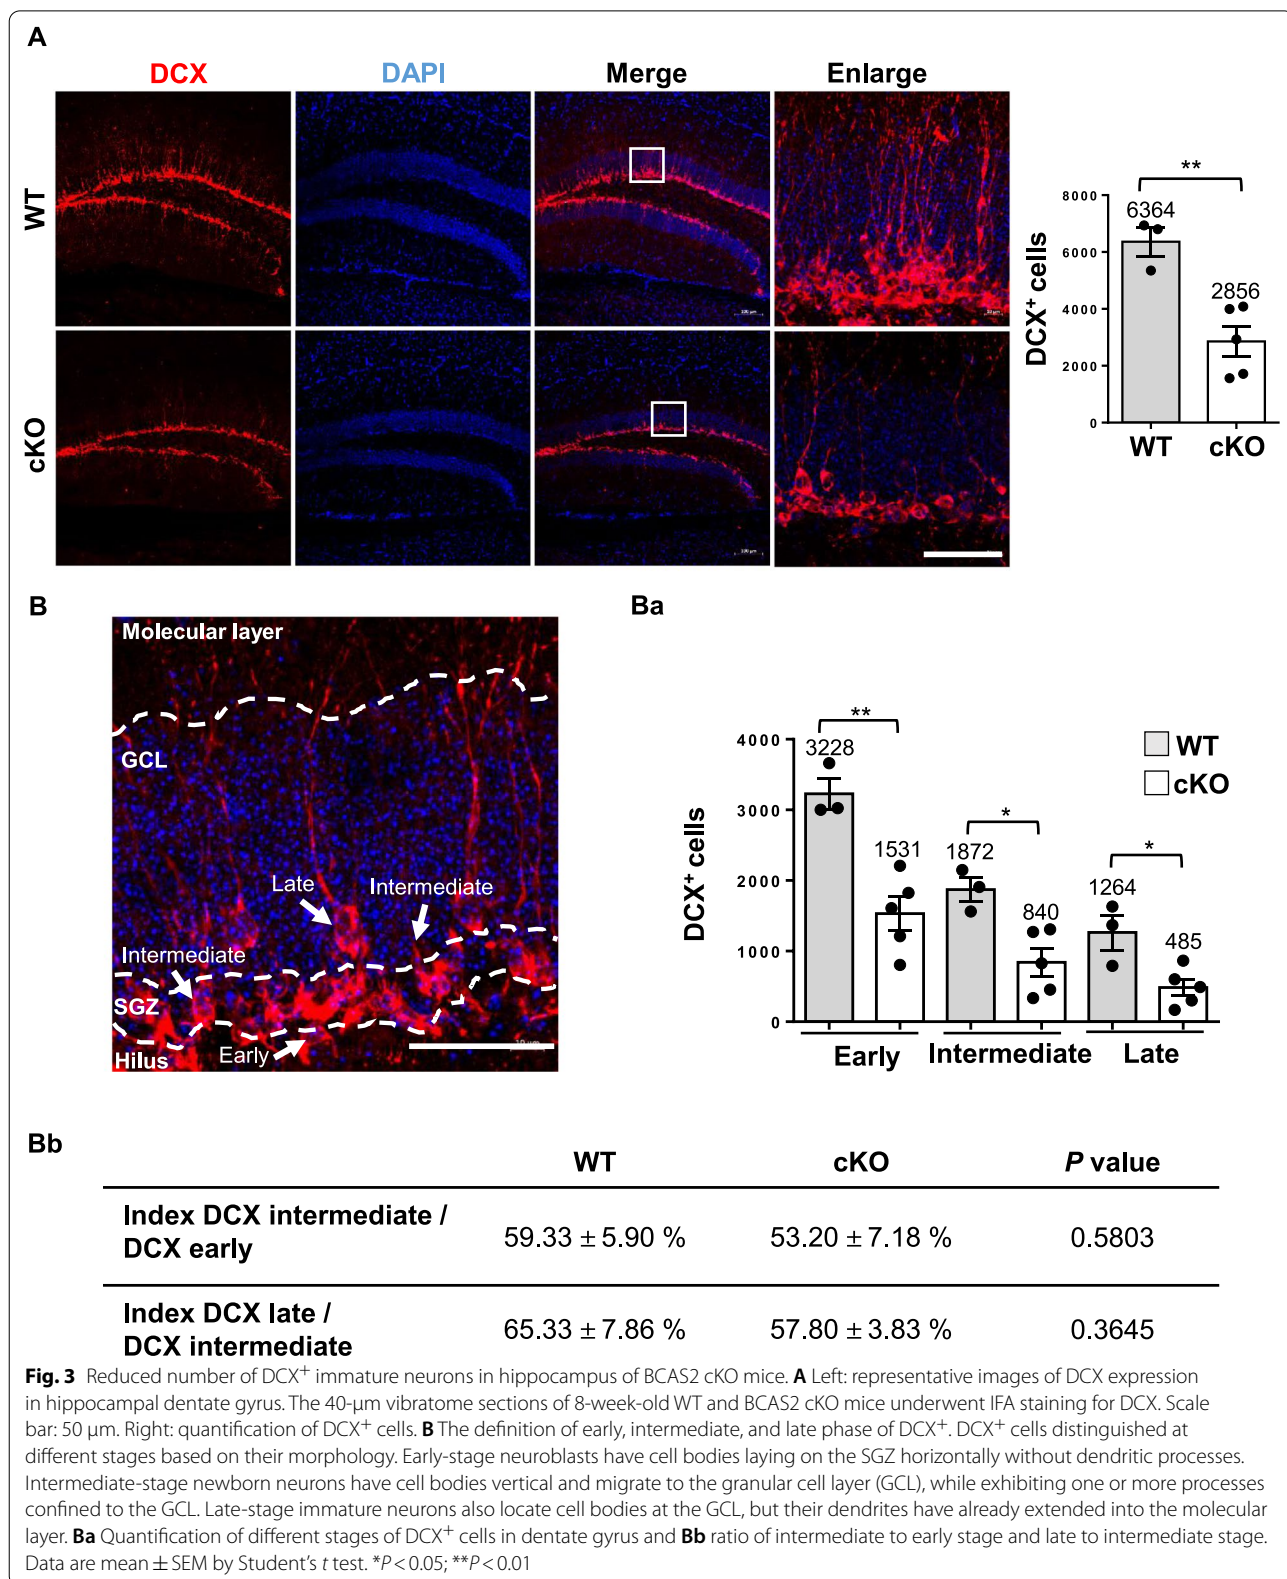 A
DCX
DAPI
Merge
Enlarge
WT
cKO
**
8000
6000
4000
2000
0
6364
2856
DCX+ cells
WT
cKO
B
Molecular layer
GCL
Late
Intermediate
Intermediate
SGZ
Early
Hilus
Ba
WT
cKO
4000
3000
2000
1000
0
DCX+ cells
**
3228
1531
*
1872
840
*
1264
485
Early
Intermediate
Late
Bb
WT cKO P value
Index DCX intermediate /
DCX early
59.33 ± 5.90 % 53.20 ± 7.18 % 0.5803
Index DCX late /
DCX intermediate
65.33 ± 7.86 % 57.80 ± 3.83 % 0.3645
Fig. 3 Reduced number of DCX+ immature neurons in hippocampus of BCAS2 cKO mice. A Left: representative images of DCX expression
in hippocampal dentate gyrus. The 40-μm vibratome sections of 8-week-old WT and BCAS2 cKO mice underwent IFA staining for DCX. Scale
bar: 50 μm. Right: quantification of DCX+ cells. B The definition of early, intermediate, and late phase of DCX+. DCX+ cells distinguished at
different stages based on their morphology. Early-stage neuroblasts have cell bodies laying on the SGZ horizontally without dendritic processes.
Intermediate-stage newborn neurons have cell bodies vertical and migrate to the granular cell layer (GCL), while exhibiting one or more processes
confined to the GCL. Late-stage immature neurons also locate cell bodies at the GCL, but their dendrites have already extended into the molecular
layer. Ba Quantification of different stages of DCX+ cells in dentate gyrus and Bb ratio of intermediate to early stage and late to intermediate stage.
Data are mean ± SEM by Student's t test. *P < 0.05; **P < 0.01